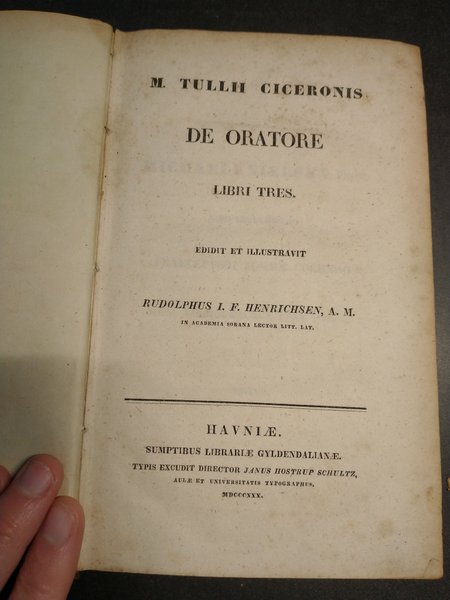 M. TULLII CICERONIS
DE ORATORE
LIBRI TRES.
EDIDIT ET ILLUSTRAVIT
RUDOLPHUS I. F. HENRICHSEN, A. M.
IN ACADEMIA SORANA LECTOR LITT. LAT.
HAVNIÆ.
SUMPTIBUS LIBRARIÆ GYLDENDALIANÆ.
TYPIS EXCUDIT DIRECTOR JANUS HOSTRUP SCHULTZ,
AULÆ ET UNIVERSITATIS TYPOGRAPHUS,
MDCCCXXX.